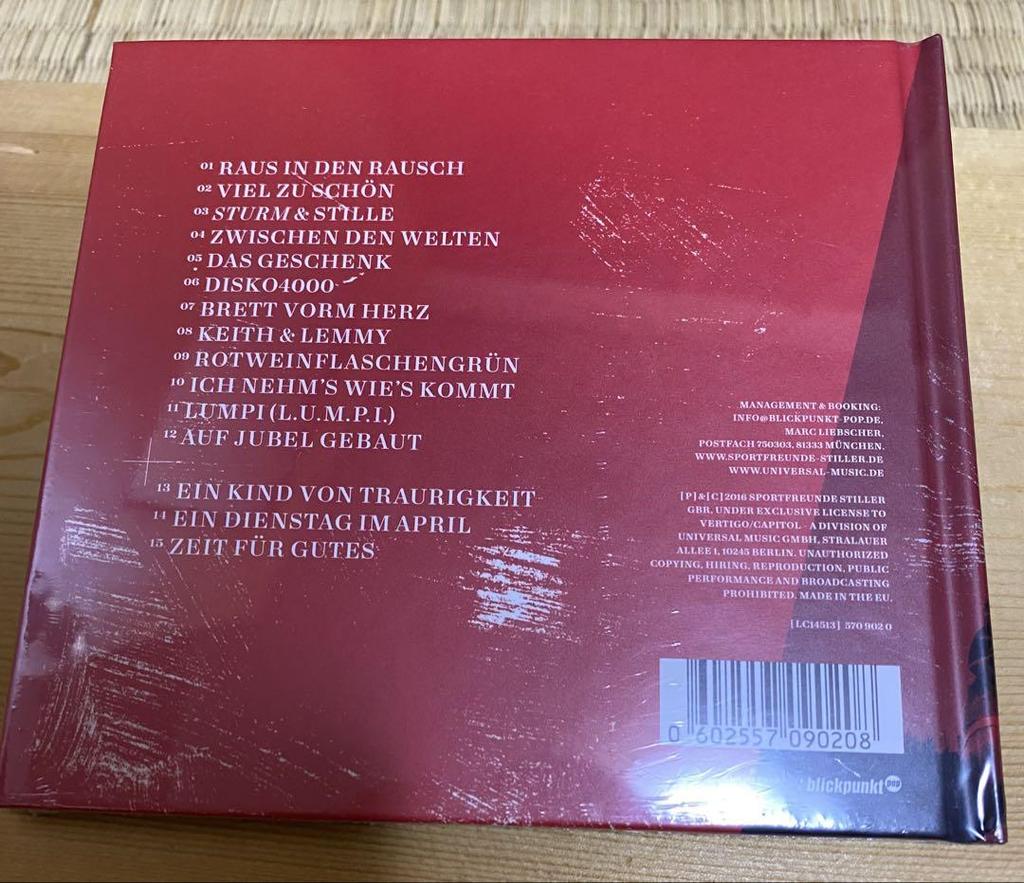 01 RAUS IN DEN RAUSCH
02 VIEL ZU SCHÖN
03 STURM & STILLE
04 ZWISCHEN DEN WELTEN
05 DAS GESCHENK
06 DISKO4000
07 BRETT VORM HERZ
08 KEITH & LEMMY
09 ROTWEINFLASCHENGRÜN
10 ICH NEHM'S WIE'S KOMMT
11 LUMPI (L.U.M.P.I.)
12 AUF JUBEL GEBAUT
13 EIN KIND VON TRAURIGKEIT
14 EIN DIENSTAG IM APRIL
15 ZEIT FÜR GUTES
MANAGEMENT & BOOKING:
INFO@BLICKPUNKT-POP.DE,
MARC LIEBSCHER,
POSTFACH 750303, 81333 MÜNCHEN.
WWW.SPORTFREUNDE-STILLER.DE
WWW.UNIVERSAL-MUSIC.DE
[P]&[C]2016 SPORTFREUNDE STILLER
GBR. UNDER EXCLUSIVE LICENSE TO
VERTIGO/CAPITOL - A DIVISION OF
UNIVERSAL MUSIC GMBH, STRALAUER
ALLEE 1, 10245 BERLIN. UNAUTHORIZED
COPYING, HIRING, REPRODUCTION, PUBLIC
PERFORMANCE AND BROADCASTING
PROHIBITED. MADE IN THE EU.
[LC14513] 570 902 0
0 602557 090208
blickpunkt pop